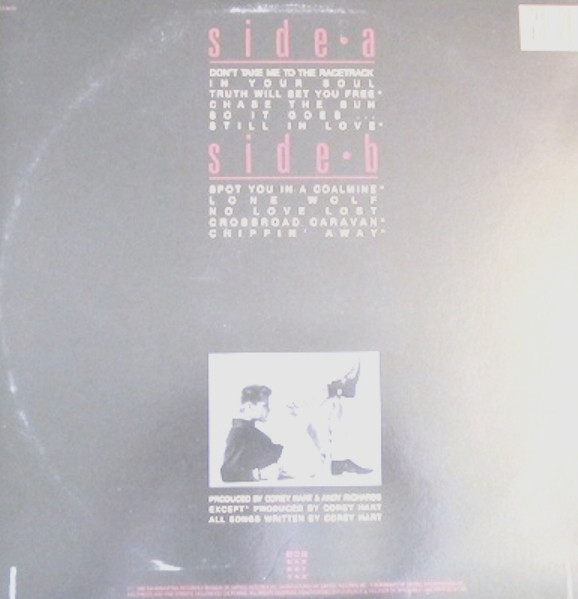 side·a
DON'T TAKE ME TO THE RACETRACK
IN YOUR SOUL
TRUTH WILL SET YOU FREE*
CHASE THE SUN
SO IT GOES ...
STILL IN LOVE*
side·b
SPOT YOU IN A COALMINE*
LONE WOLF
NO LOVE LOST
CROSSROAD CARAVAN*
CHIPPIN' AWAY*
PRODUCED BY COREY HART & ANDY RICHARDS
EXCEPT* PRODUCED BY COREY HART
ALL SONGS WRITTEN BY COREY HART